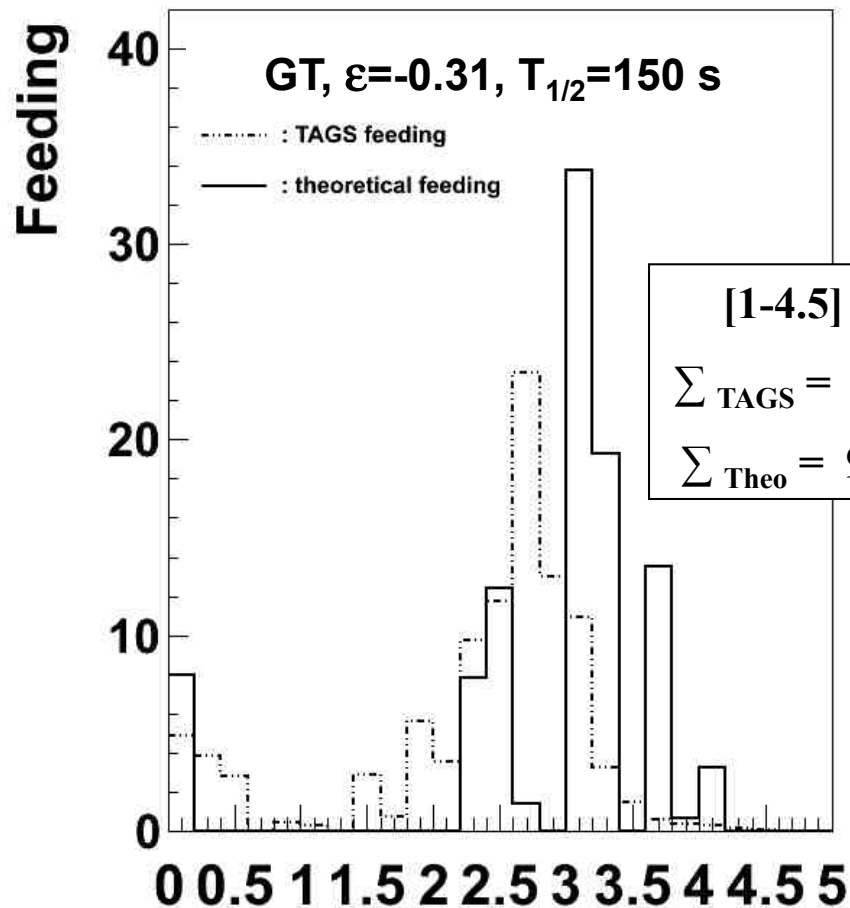 Feeding
40
GT, ε=-0.31, T1/2=150 s
: TAGS feeding
: theoretical feeding
30
[1-4.5]
∑ TAGS =
∑ Theo =
20
10
0
0 0.5 1 1.5 2 2.5 3 3.5 4 4.5 5